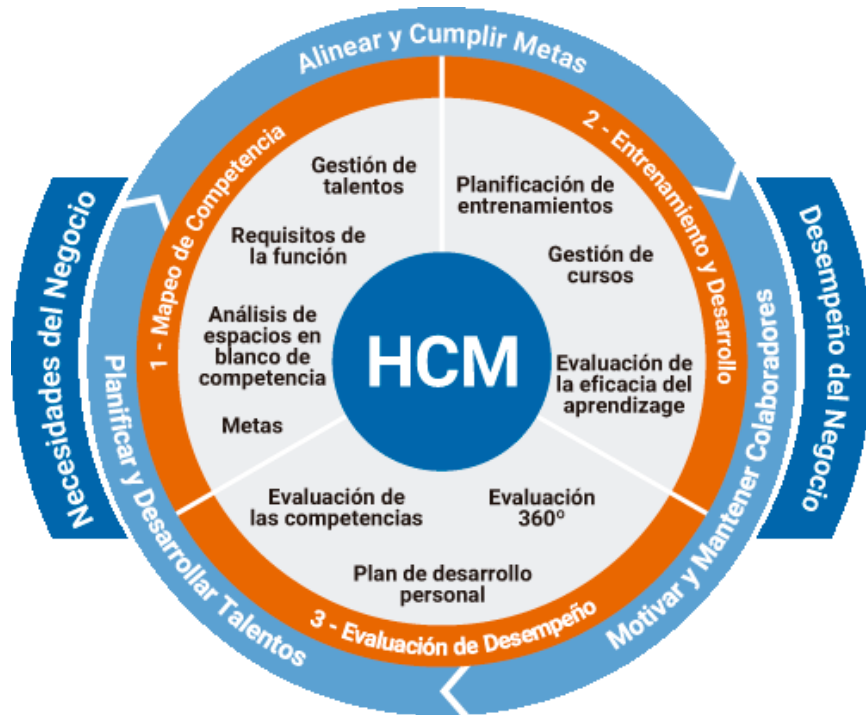 Alinear y Cumplir Metas
1 - Mapeo de Competencia
2 - Entrenamiento y Desarrollo
Necesidades del Negocio
Desempeño del Negocio
Gestión de
talentos
Requisitos de
la función
Análisis de
espacios en
blanco de
competencia
Metas
Planificación de
entrenamientos
Gestión de
cursos
Evaluación de
la eficacia del
aprendizage
HCM
Evaluación de
las competencias
Evaluación
360º
Plan de desarrollo
personal
3 - Evaluación de Desempeño
Planificar y Desarrollar Talentos
Motivar y Mantener Colaboradores